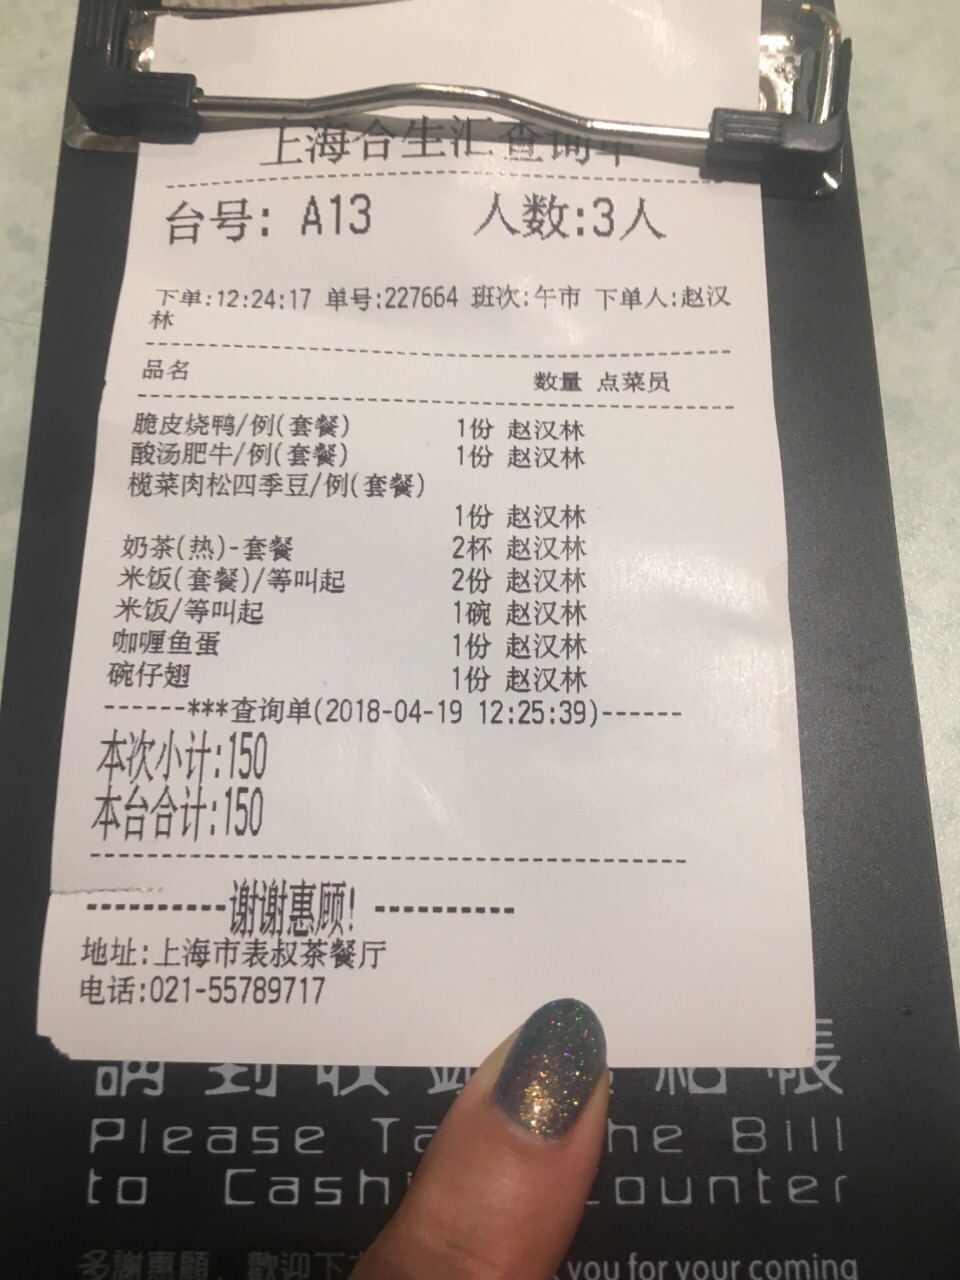 上海合生汇查询单
台号: A13 人数:3人
下单:12:24:17 单号:227664 班次:午市 下单人:赵汉
林
品名 数量 点菜员
脆皮烧鸭/例(套餐) 1份 赵汉林
酸汤肥牛/例(套餐) 1份 赵汉林
榄菜肉松四季豆/例(套餐)
1份 赵汉林
奶茶(热)-套餐 2杯 赵汉林
米饭(套餐)/等叫起 2份 赵汉林
米饭/等叫起 1碗 赵汉林
咖喱鱼蛋 1份 赵汉林
碗仔翅 1份 赵汉林
------***查询单(2018-04-19 12:25:39)------
本次小计:150
本台合计:150
----------谢谢惠顾! ----------
地址:上海市表叔茶餐厅
电话:021-55789717
請到收 帳
Please he Bill
to Cash ounter
多謝惠顧, 歡迎下 you for your coming